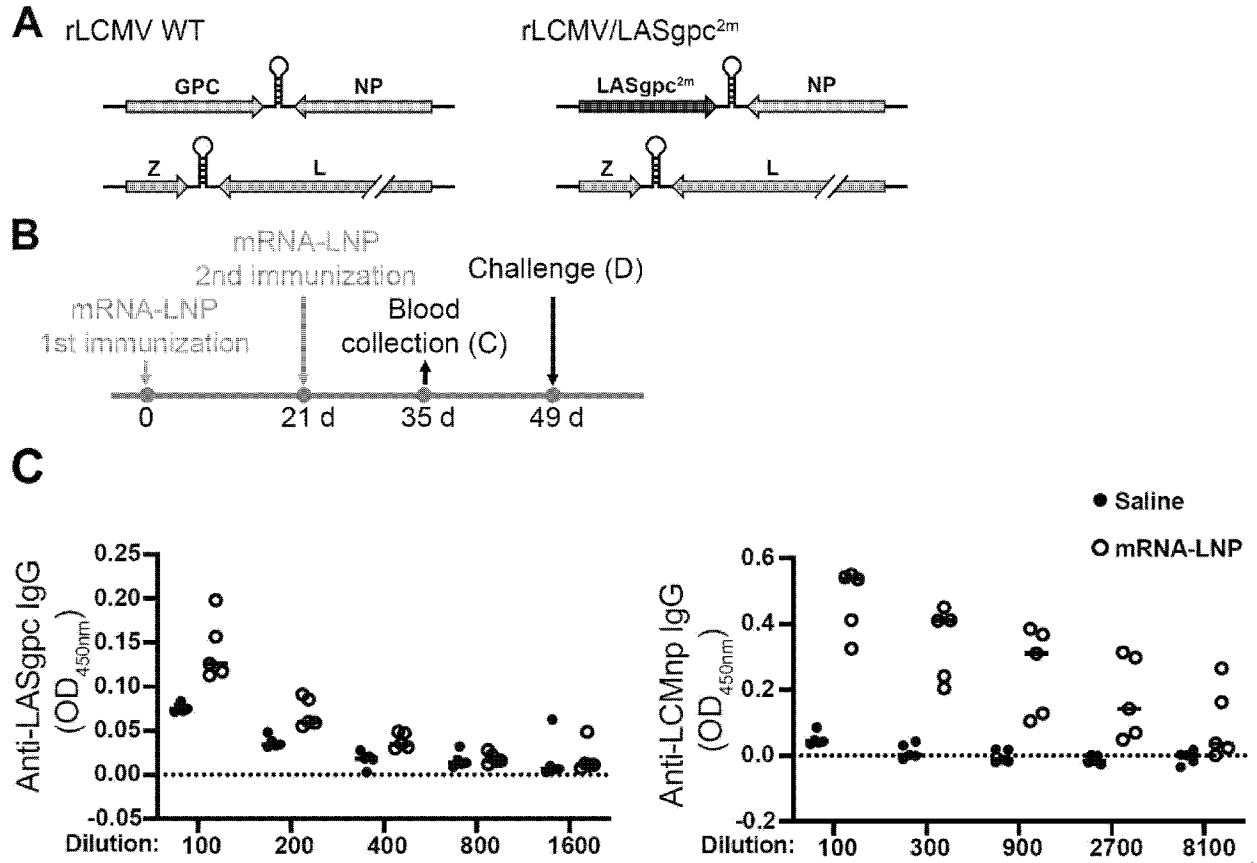 A
rLCMV WT
rLCMV/LASgpc²ᵐ
GPC
NP
LASgpc²ᵐ
NP
Z
L
Z
L
B
mRNA-LNP
2nd immunization
Challenge (D)
mRNA-LNP
1st immunization
Blood
collection (C)
0
21 d
35 d
49 d
C
Saline
mRNA-LNP
Anti-LASgpc IgG
(OD450nm)
0.25
0.20
0.15
0.10
0.05
0.00
-0.05
Dilution: 100 200 400 800 1600
Anti-LCMnp IgG
(OD450nm)
0.6
0.4
0.2
0.0
-0.2
Dilution: 100 300 900 2700 8100